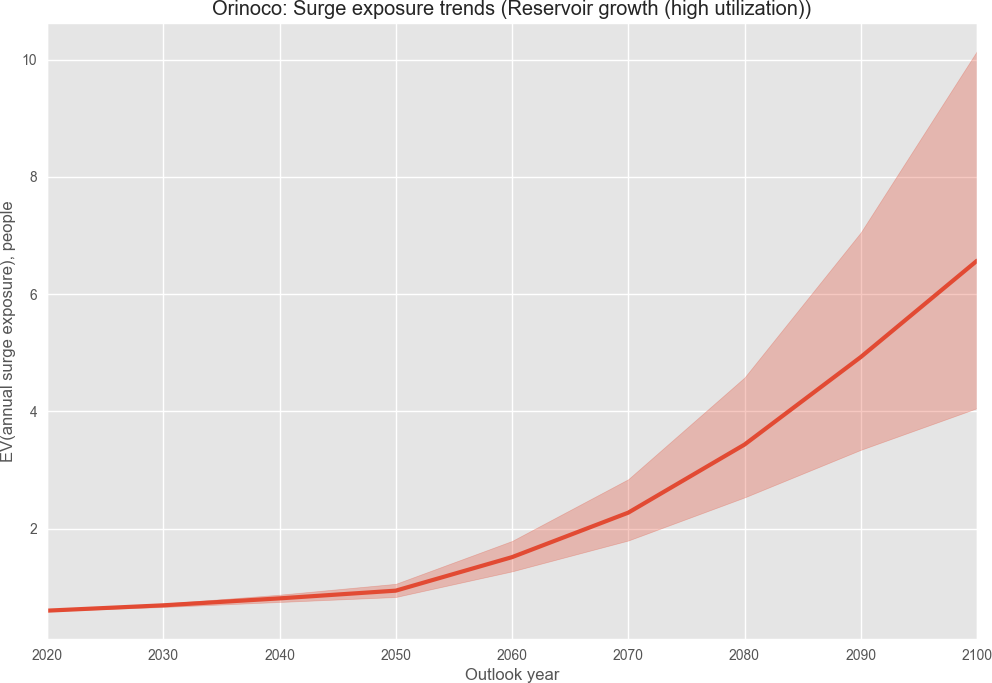 Orinoco: Surge exposure trends (Reservoir growth (high utilization))
EV(annual surge exposure), people
10
8
6
4
2
2020 2030 2040 2050 2060 2070 2080 2090 2100
Outlook year